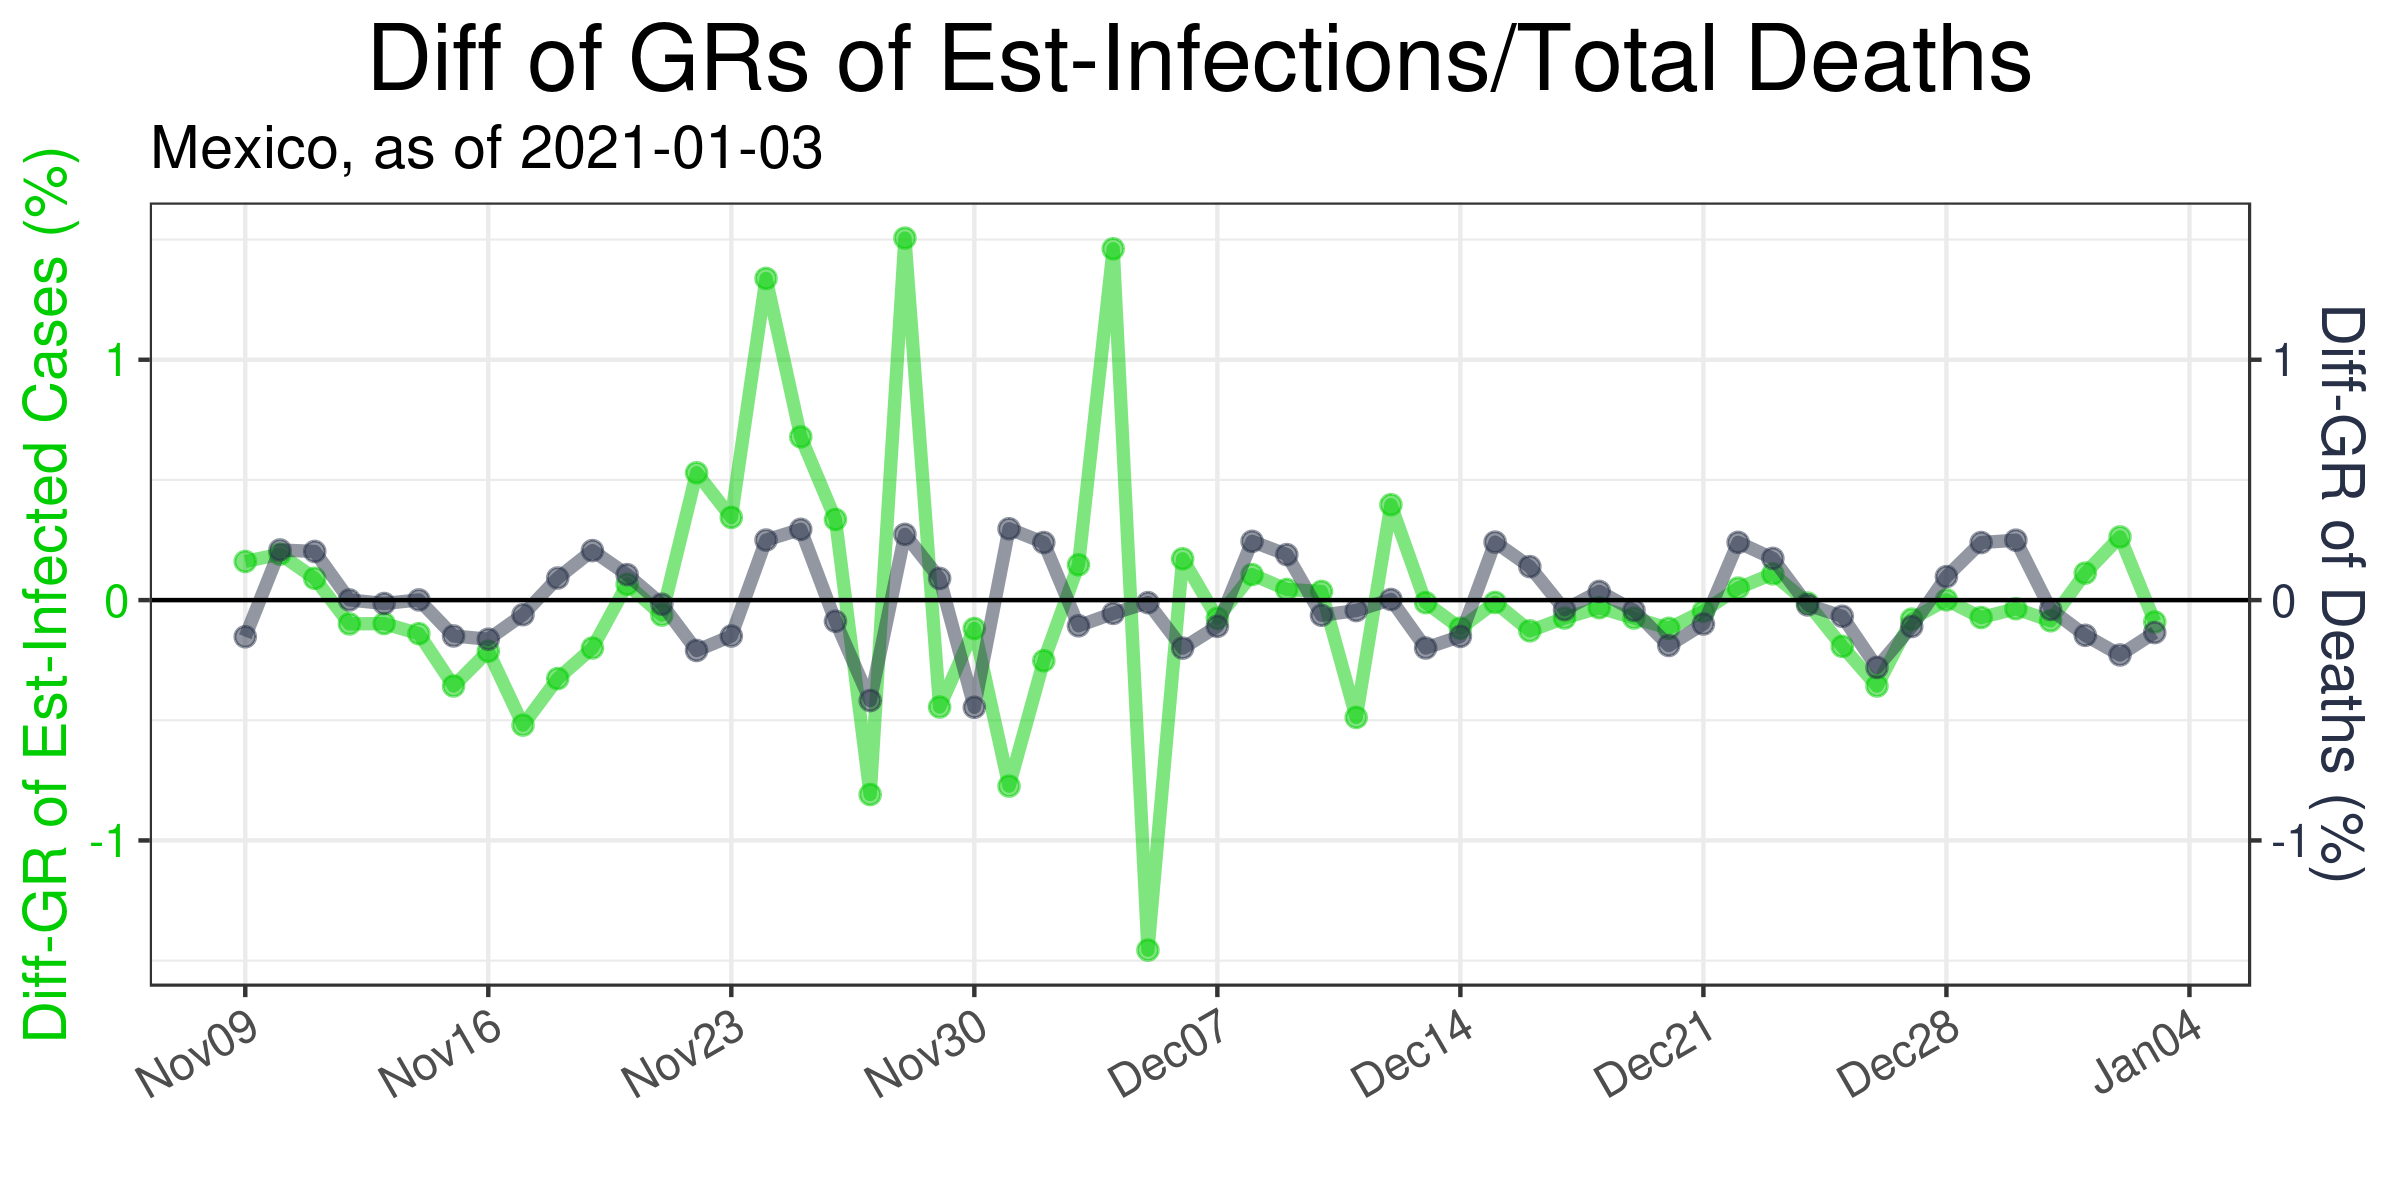 Diff of GRs of Est-Infections/Total Deaths
Mexico, as of 2021-01-03
Diff-GR of Est-Infected Cases (%)
1
0
-1
1
0
-1
Diff-GR of Deaths (%)
Nov09
Nov16
Nov23
Nov30
Dec07
Dec14
Dec21
Dec28
Jan04